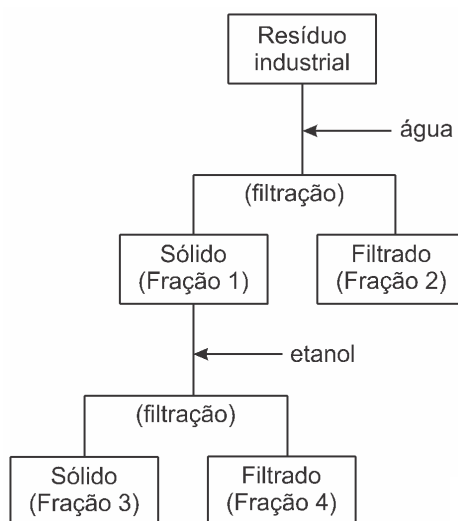 Resíduo
industrial
água
(filtração)
Sólido
(Fração 1)
Filtrado
(Fração 2)
etanol
(filtração)
Sólido
(Fração 3)
Filtrado
(Fração 4)